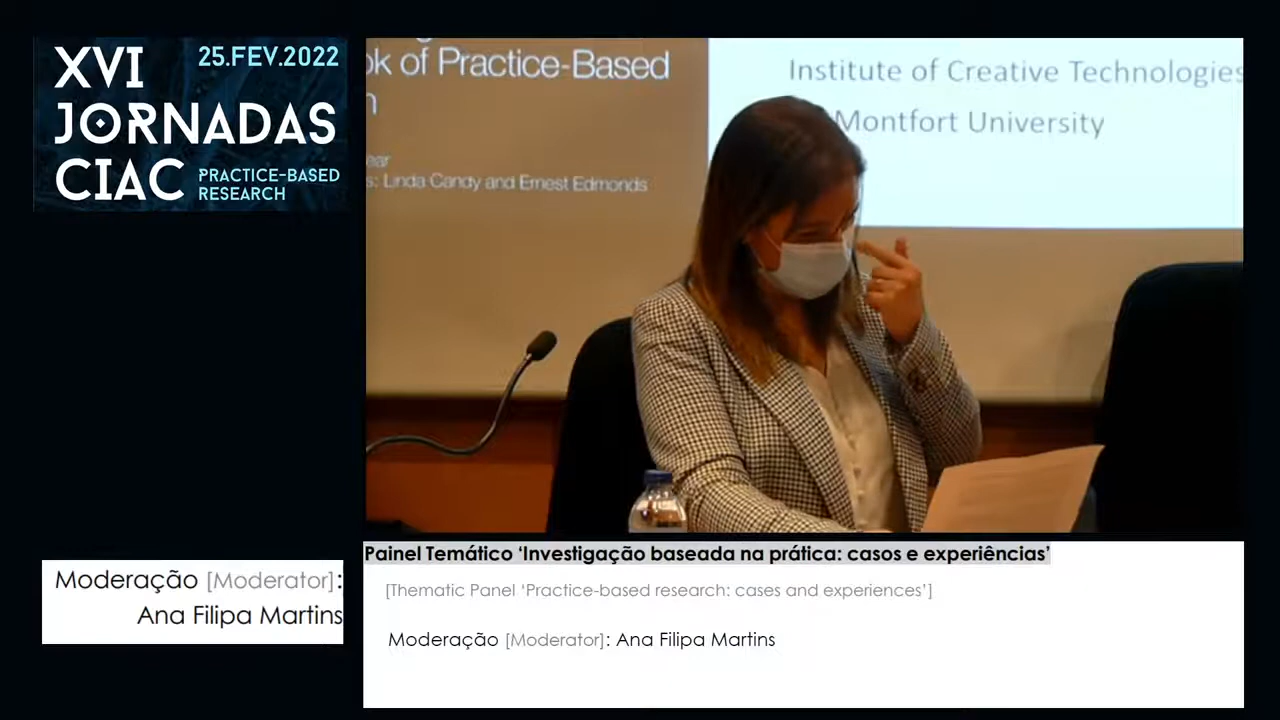 XVI
25.FEV.2022
JORNADAS
CIAC
PRACTICE-BASED
RESEARCH
of Practice-Based
Linda Candy and Ernest Edmonds
Institute of Creative Technologies
Montfort University
Moderação [Moderator]:
Ana Filipa Martins
Painel Temático ‘Investigação baseada na prática: casos e experiências’
[Thematic Panel ‘Practice-based research: cases and experiences’]
Moderação [Moderator]: Ana Filipa Martins